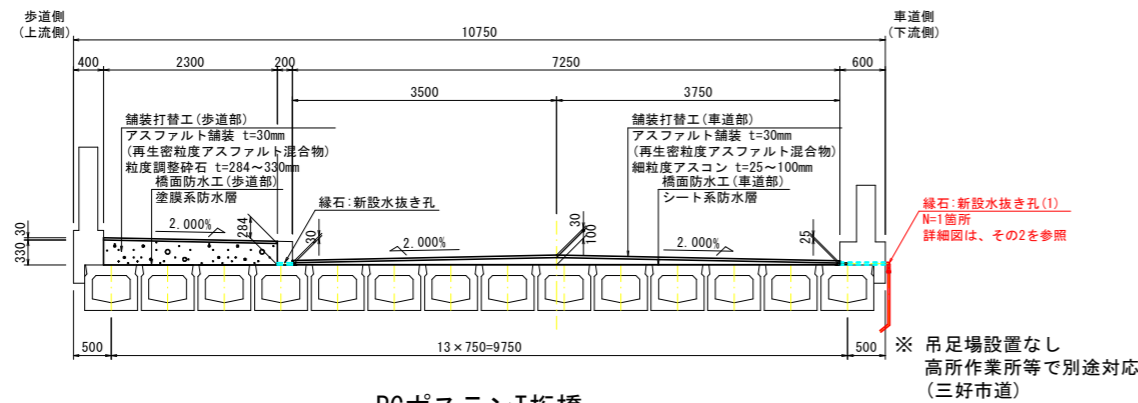 歩道側
(上流側)
車道側
(下流側)
10750
400
2300
200
7250
600
3500
3750
舗装打替工(歩道部)
アスファルト舗装 t=30mm
(再生密粒度アスファルト混合物)
粒度調整砕石 t=284～330mm
橋面防水工(歩道部)
塗膜系防水層
縁石:新設水抜き孔
舗装打替工(車道部)
アスファルト舗装 t=30mm
(再生密粒度アスファルト混合物)
細粒度アスコン t=25～100mm
橋面防水工(車道部)
シート系防水層
縁石:新設水抜き孔(1)
N=1箇所
詳細図は、その2を参照
30
330
2.000%
284
30
2.000%
30
100
2.000%
25
500
13×750=9750
500
※ 吊足場設置なし
高所作業所等で別途対応
(三好市道)